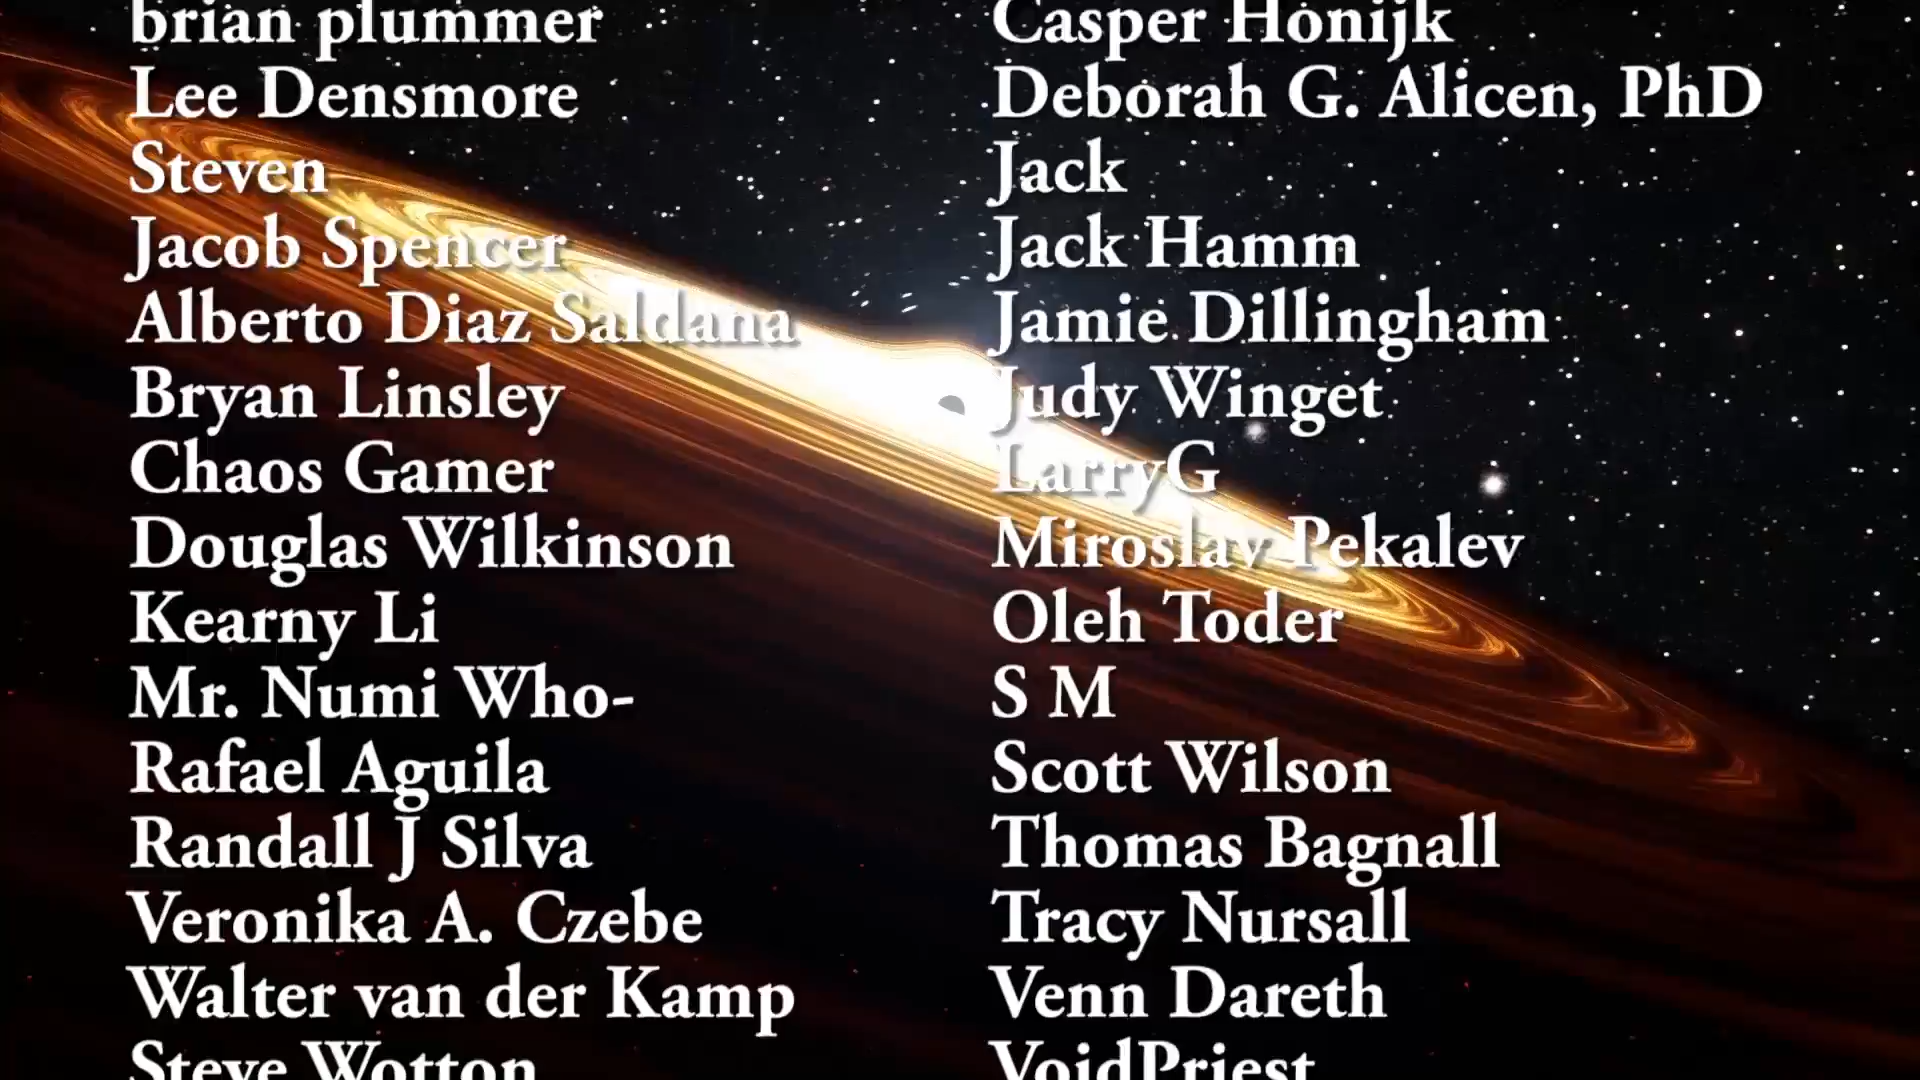 brian plummer
Lee Densmore
Steven
Jacob Spencer
Alberto Diaz Saldana
Bryan Linsley
Chaos Gamer
Douglas Wilkinson
Kearny Li
Mr. Numi Who-
Rafael Aguila
Randall J Silva
Veronika A. Czebe
Walter van der Kamp
Steve Wotton
Casper Honijk
Deborah G. Alicen, PhD
Jack
Jack Hamm
Jamie Dillingham
Judy Winget
LarryG
Miroslav Pekalev
Oleh Toder
S M
Scott Wilson
Thomas Bagnall
Tracy Nursall
Venn Dareth
VoidPriest